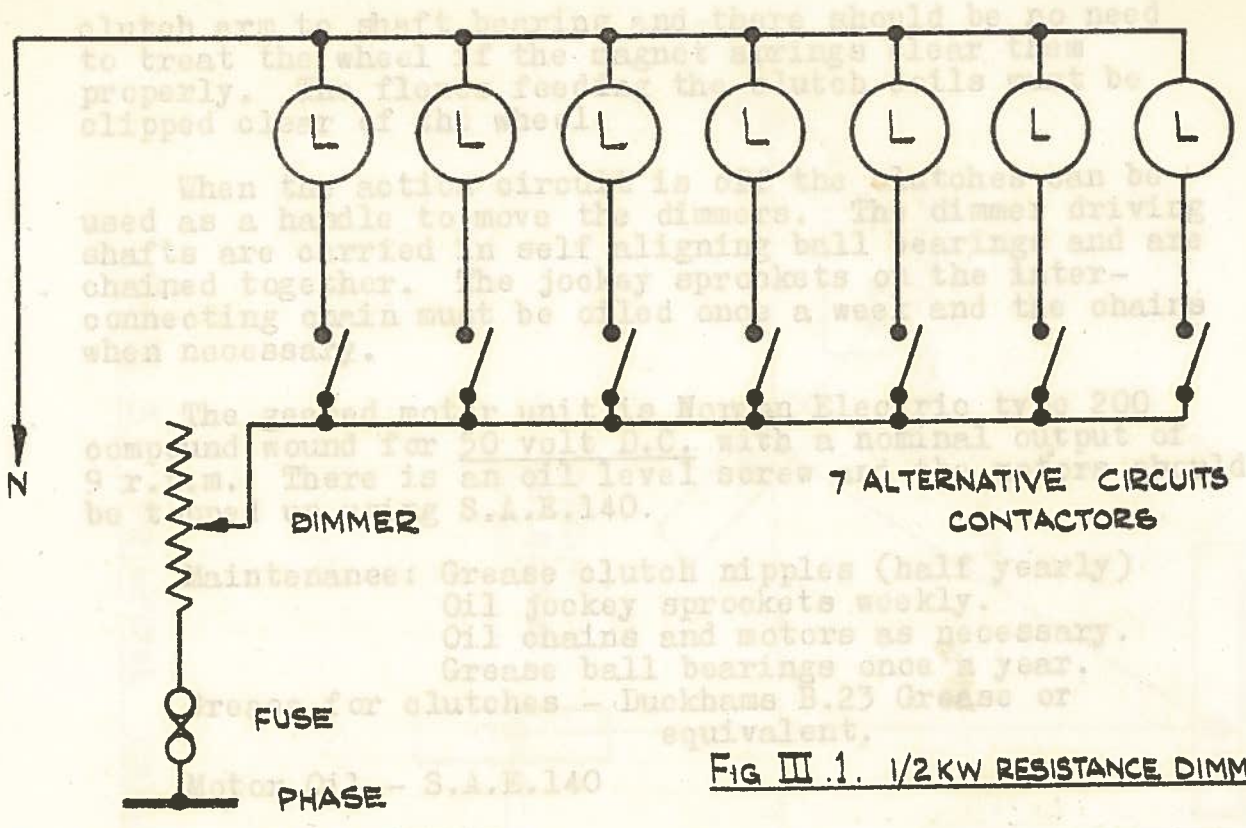 clutch arm to shaft bearing and there should be no need
to treat the wheel if the magnet springs clear them
properly. The flexes feeding the clutch coils must be
clipped clear of the wheel.
L L L L L L L
When the action circuit is off the clutches can be
used as a handle to move the dimmers. The dimmer driving
shafts are carried in self aligning ball bearings and are
chained together. The jockey sprockets on the inter-
connecting chain must be oiled once a week and the chains
when necessary.
The geared motor unit is Norman Electric type 200
compound wound for 50 volt D.C. with a nominal output of
9 r.p.m. There is an oil level screw and the motors should
be topped up using S.A.E.140.
N
7 ALTERNATIVE CIRCUITS
CONTACTORS
DIMMER
Maintenance: Grease clutch nipples (half yearly)
Oil jockey sprockets weekly.
Oil chains and motors as necessary.
Grease ball bearings once a year.
Grease for clutches - Duckhams B.23 Grease or
equivalent.
FUSE
Motor Oil - S.A.E.140
PHASE
FIG III .1. 1/2KW RESISTANCE DIMM